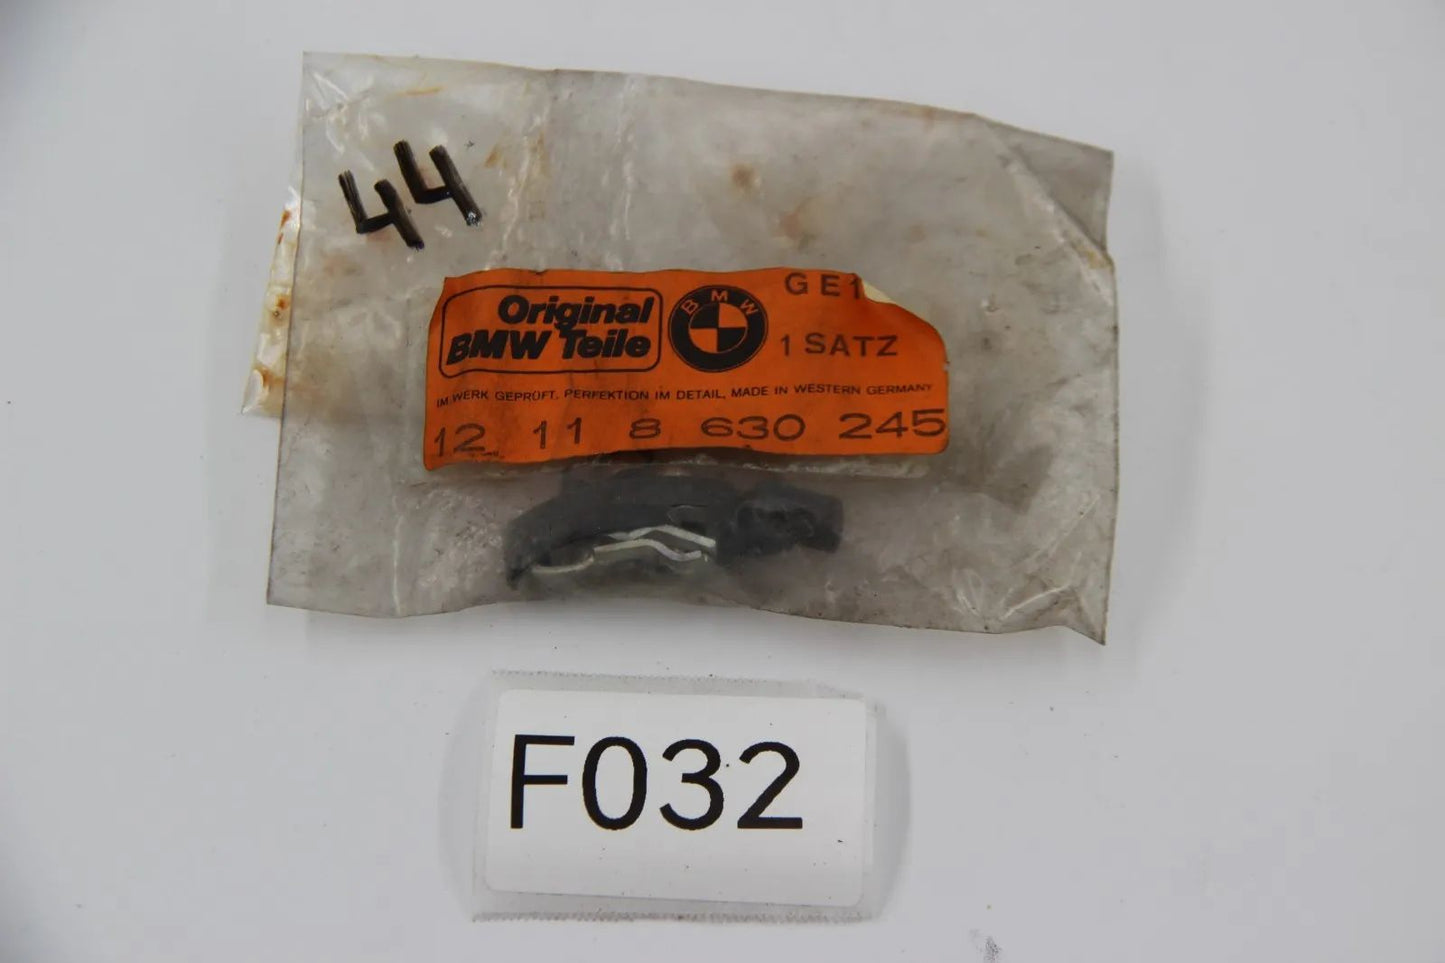 44
Original
BMW Teile
BMW
GE1
1 SATZ
IM WERK GEPRÜFT. PERFEKTION IM DETAIL, MADE IN WESTERN GERMANY
12 11 8 630 245
F032